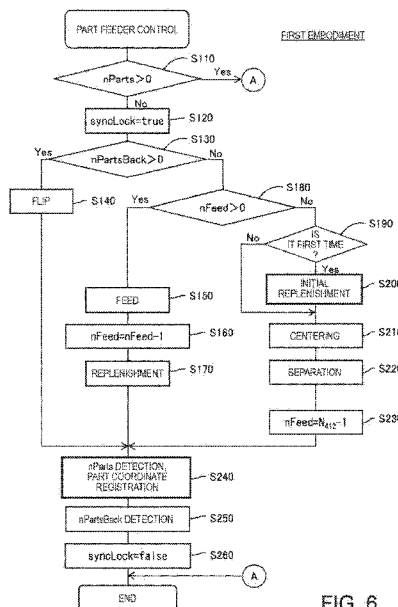 PART FEEDER CONTROL
FIRST EMBODIMENT
S110
nParts>0
Yes
A
No
S120
syncLock=true
S130
Yes
nPartsBack>0
No
S140
FLIP
S180
Yes
nFeed>0
No
S190
No
IS
IT FIRST TIME
?
Yes
S200
INITIAL
REPLENISHMENT
FEED
S150
CENTERING
S210
nFeed=nFeed-1
S160
SEPARATION
S220
REPLENISHMENT
S170
nFeed=N412-1
S230
nParts DETECTION,
PART COORDINATE
REGISTRATION
S240
nPartsBack DETECTION
S250
syncLock=false
S260
A
END
FIG. 6